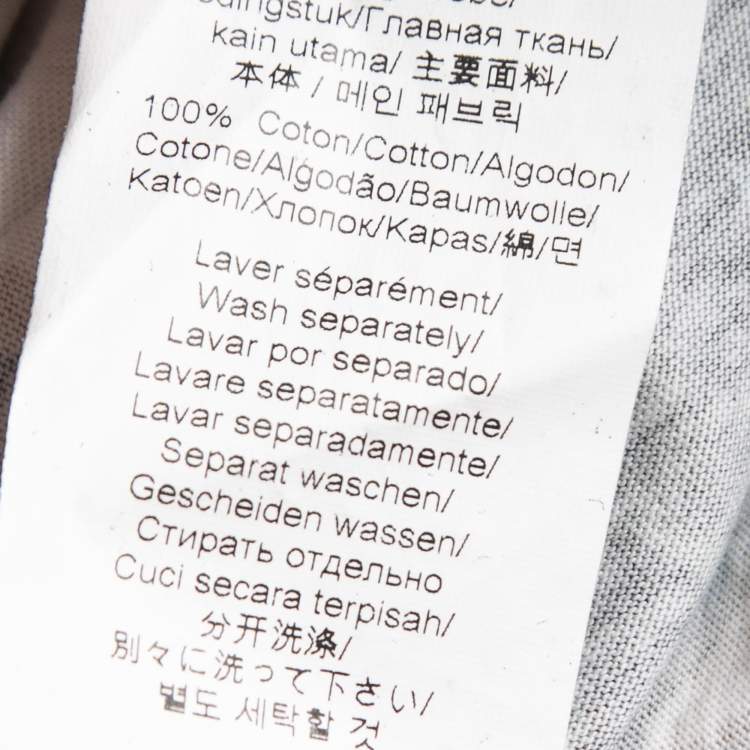 edingstuk/Главная ткань/
kain utama/ 主要面料/
本体 / 메인 패브릭
100% Coton/Cotton/Algodon/
Cotone/Algodão/Baumwolle/
Katoen/Хлопок/Kapas/綿/면
Laver séparément/
Wash separately/
Lavar por separado/
Lavare separatamente/
Lavar separadamente/
Separat waschen/
Gescheiden wassen/
Стирать отдельно
Cuci secara terpisah/
分开洗涤/
別々に洗って下さい/
별도 세탁할 것